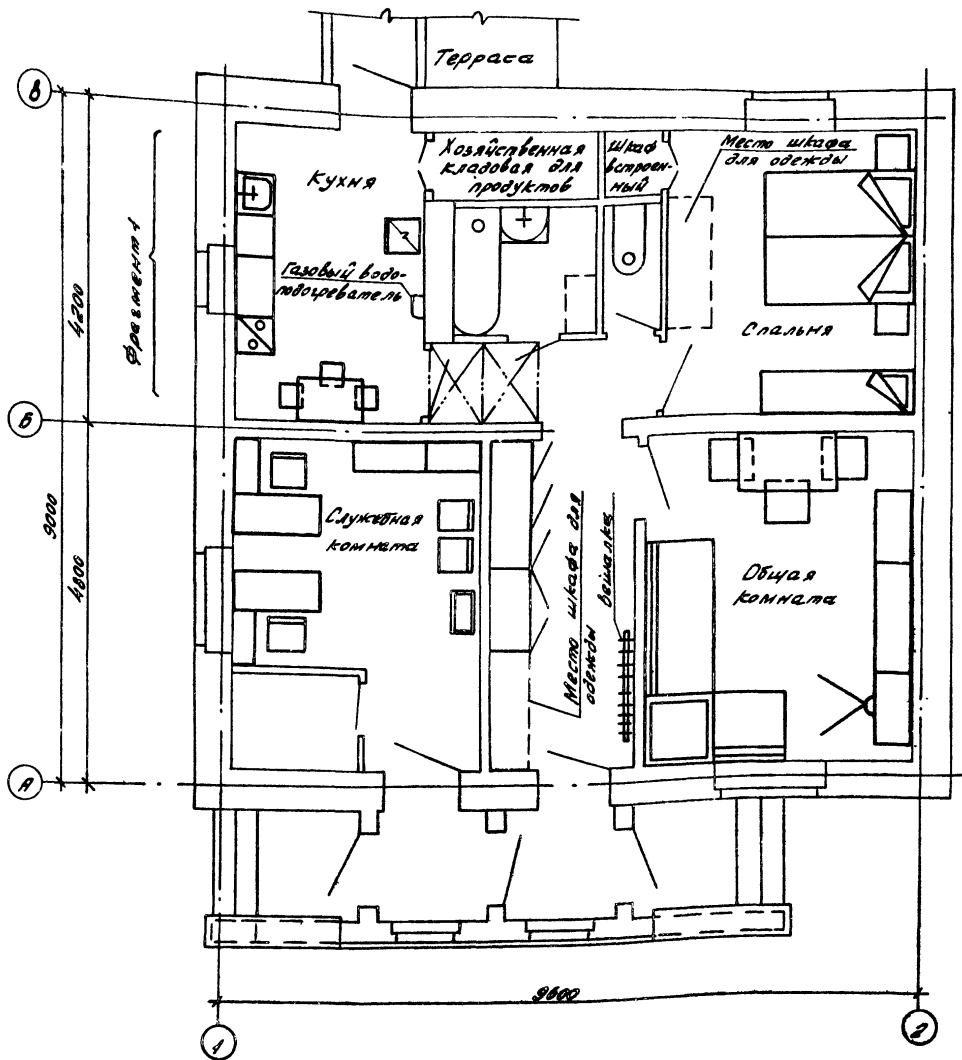 Терраса
В
Хозяйственная
кладовая для
продуктов
Шкаф
встроен-
ный
Место шкафа
для одежды
Кухня
Газовый водо-
подогреватель
Фрагмент 1
4200
Спальня
Б
9000
4800
Служебная
комната
Место шкафа для
одежды
Вешалка
Общая
комната
А
9600
1
2